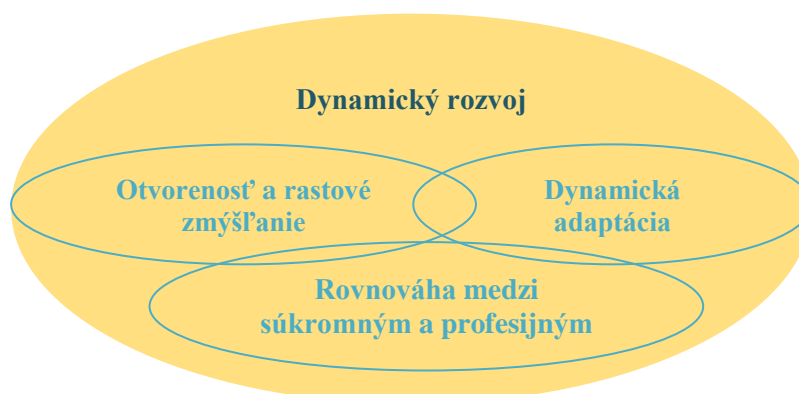 Dynamický rozvoj
Otvorenosť a rastové
zmýšľanie
Dynamická
adaptácia
Rovnováha medzi
súkromným a profesijným